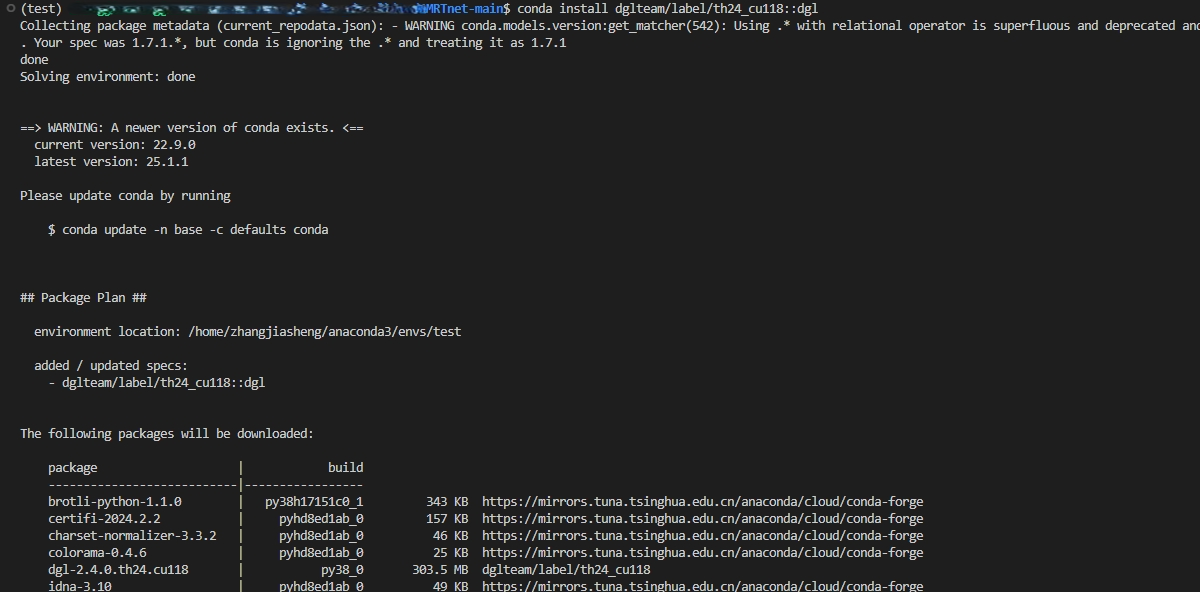 (test) MRTnet-main$ conda install dglteam/label/th24_cu118::dgl
Collecting package metadata (current_repodata.json): - WARNING conda.models.version:get_matcher(542): Using .* with relational operator is superfluous and deprecated and
. Your spec was 1.7.1.*, but conda is ignoring the .* and treating it as 1.7.1
done
Solving environment: done
==> WARNING: A newer version of conda exists. <==
current version: 22.9.0
latest version: 25.1.1
Please update conda by running
$ conda update -n base -c defaults conda
## Package Plan ##
environment location: /home/zhangjiasheng/anaconda3/envs/test
added / updated specs:
- dglteam/label/th24_cu118::dgl
The following packages will be downloaded:
package | build
---------------------------|-----------------
brotli-python-1.1.0 | py38h17151c0_1 343 KB https://mirrors.tuna.tsinghua.edu.cn/anaconda/cloud/conda-forge
certifi-2024.2.2 | pyhd8ed1ab_0 157 KB https://mirrors.tuna.tsinghua.edu.cn/anaconda/cloud/conda-forge
charset-normalizer-3.3.2 | pyhd8ed1ab_0 46 KB https://mirrors.tuna.tsinghua.edu.cn/anaconda/cloud/conda-forge
colorama-0.4.6 | pyhd8ed1ab_0 25 KB https://mirrors.tuna.tsinghua.edu.cn/anaconda/cloud/conda-forge
dgl-2.4.0.th24.cu118 | py38_0 303.5 MB dglteam/label/th24_cu118
idna-3.10 | pyhd8ed1ab_0 49 KB https://mirrors.tuna.tsinghua.edu.cn/anaconda/cloud/conda-forge